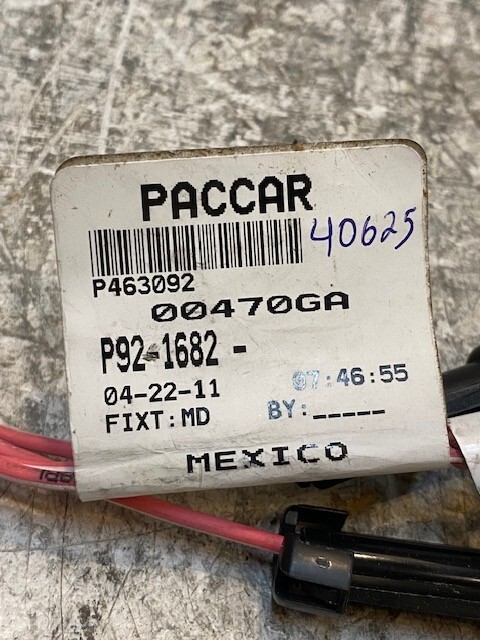 PACCAR
40625
P463092
00470GA
P92-1682 -
04-22-11
07:46:55
FIXT:MD
BY:_____
MEXICO